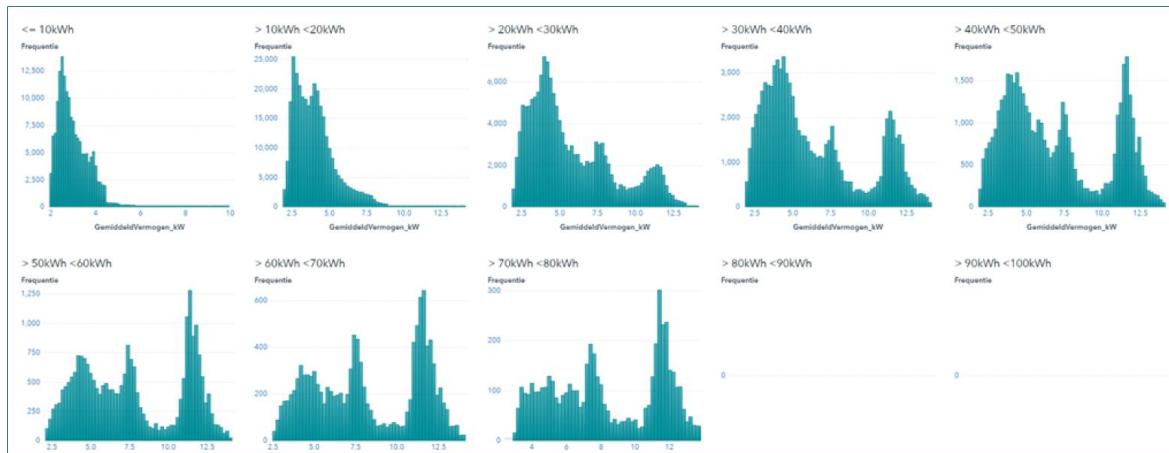 <= 10kWh
Frequentie
12,500
10,000
7,500
5,000
2,500
0
2 4 6 8 10
GemiddeldVermogen_kW
> 10kWh <20kWh
Frequentie
25,000
20,000
15,000
10,000
5,000
0
2.5 5.0 7.5 10.0 12.5
GemiddeldVermogen_kW
> 20kWh <30kWh
Frequentie
6,000
4,000
2,000
0
2.5 5.0 7.5 10.0 12.5
GemiddeldVermogen_kW
> 30kWh <40kWh
Frequentie
3,000
2,000
1,000
0
2.5 5.0 7.5 10.0 12.5
GemiddeldVermogen_kW
> 40kWh <50kWh
Frequentie
1,500
1,000
500
0
2.5 5.0 7.5 10.0 12.5
GemiddeldVermogen_kW
> 50kWh <60kWh
Frequentie
1,250
1,000
750
500
250
0
2.5 5.0 7.5 10.0 12.5
> 60kWh <70kWh
Frequentie
600
400
200
0
2.5 5.0 7.5 10.0 12.5
> 70kWh <80kWh
Frequentie
300
200
100
0
4 6 8 10 12
> 80kWh <90kWh
Frequentie
0
> 90kWh <100kWh
Frequentie
0